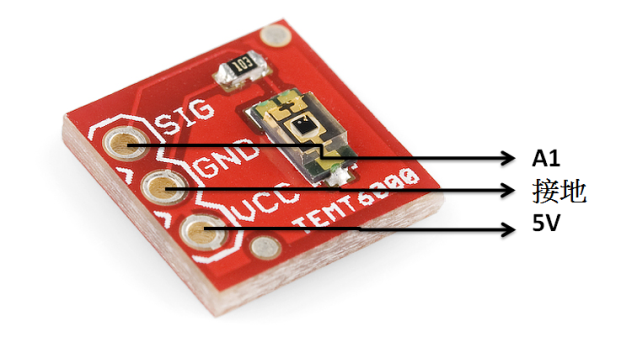 103
SIG
GND
VCC
TEMT6000
A1
接地
5V